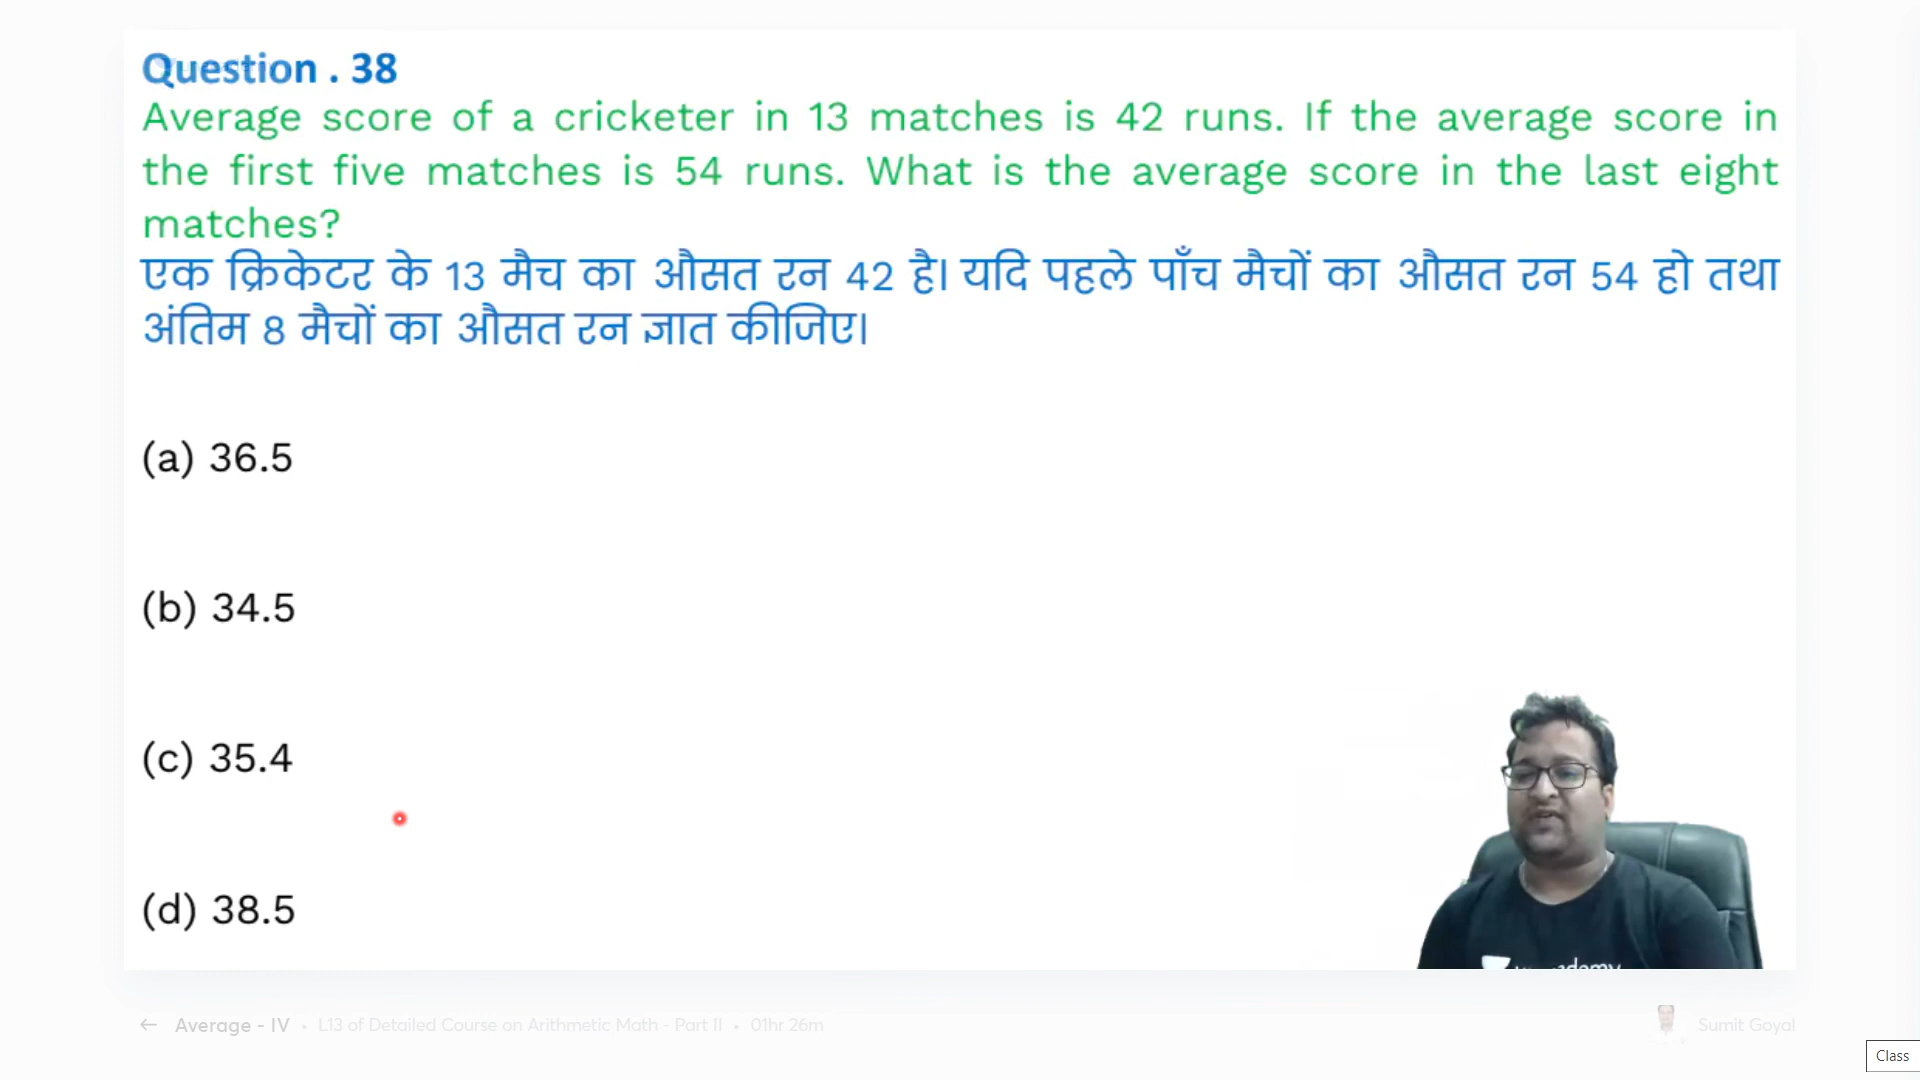 Question . 38
Average score of a cricketer in 13 matches is 42 runs. If the average score in
the first five matches is 54 runs. What is the average score in the last eight
matches?
एक क्रिकेटर के 13 मैच का औसत रन 42 है। यदि पहले पाँच मैचों का औसत रन 54 हो तथा
अंतिम 8 मैचों का औसत रन ज्ञात कीजिए।
(a) 36.5
(b) 34.5
(c) 35.4
(d) 38.5
← Average - IV • L13 of Detailed Course on Arithmetic Math - Part II • 01hr 26m
Sumit Goyal
Class